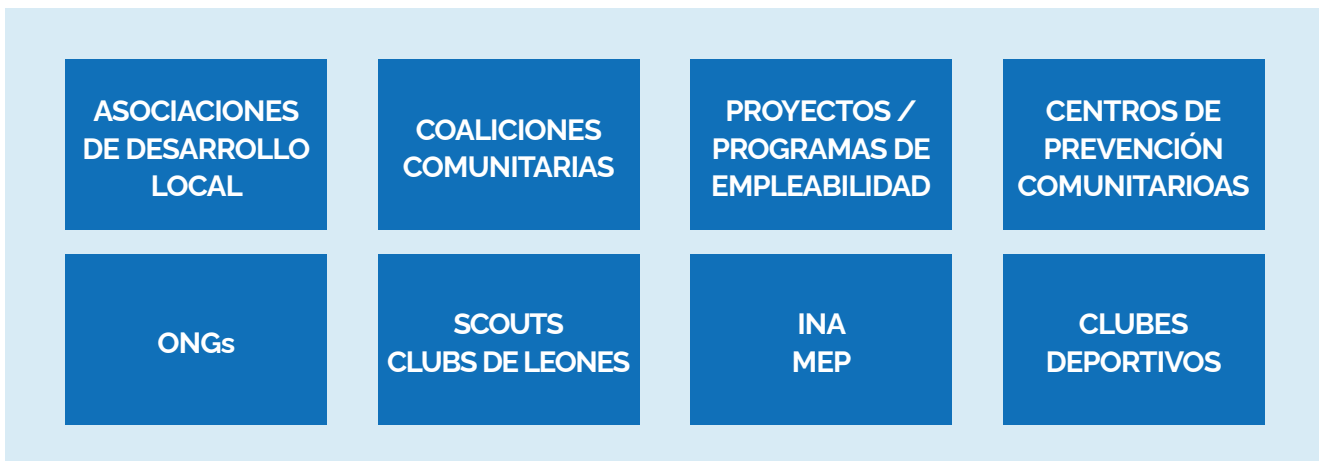 ASOCIACIONES
DE DESARROLLO
LOCAL
COALICIONES
COMUNITARIAS
PROYECTOS /
PROGRAMAS DE
EMPLEABILIDAD
CENTROS DE
PREVENCIÓN
COMUNITARIOAS
ONGs
SCOUTS
CLUBS DE LEONES
INA
MEP
CLUBES
DEPORTIVOS